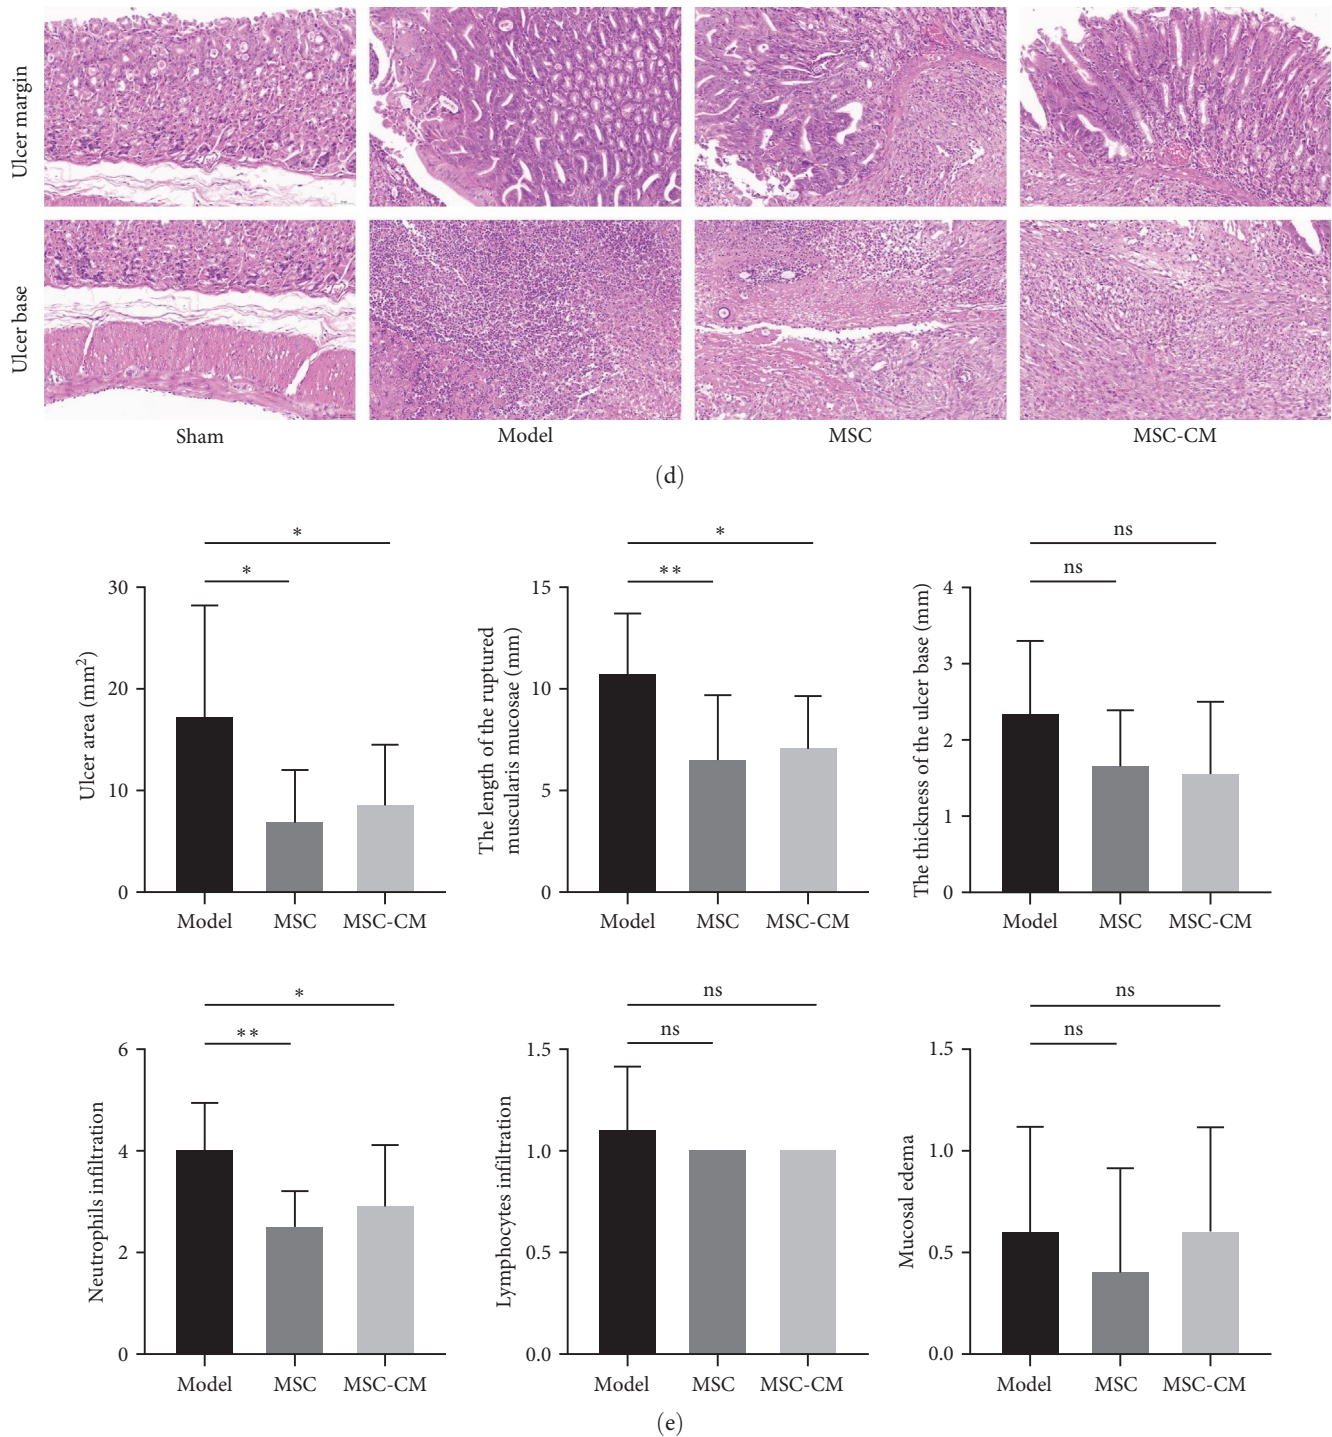 Ulcer margin
Ulcer base
Sham
Model
MSC
MSC-CM
(d)
*
*
30
20
10
0
Ulcer area (mm²)
Model
MSC
MSC-CM
*
**
15
10
5
0
The length of the ruptured
muscularis mucosae (mm)
Model
MSC
MSC-CM
ns
ns
4
3
2
1
0
The thickness of the ulcer base (mm)
Model
MSC
MSC-CM
*
**
6
4
2
0
Neutrophils infiltration
Model
MSC
MSC-CM
ns
ns
1.5
1.0
0.5
0.0
Lymphocytes infiltration
Model
MSC
MSC-CM
ns
ns
1.5
1.0
0.5
0.0
Mucosal edema
Model
MSC
MSC-CM
(e)